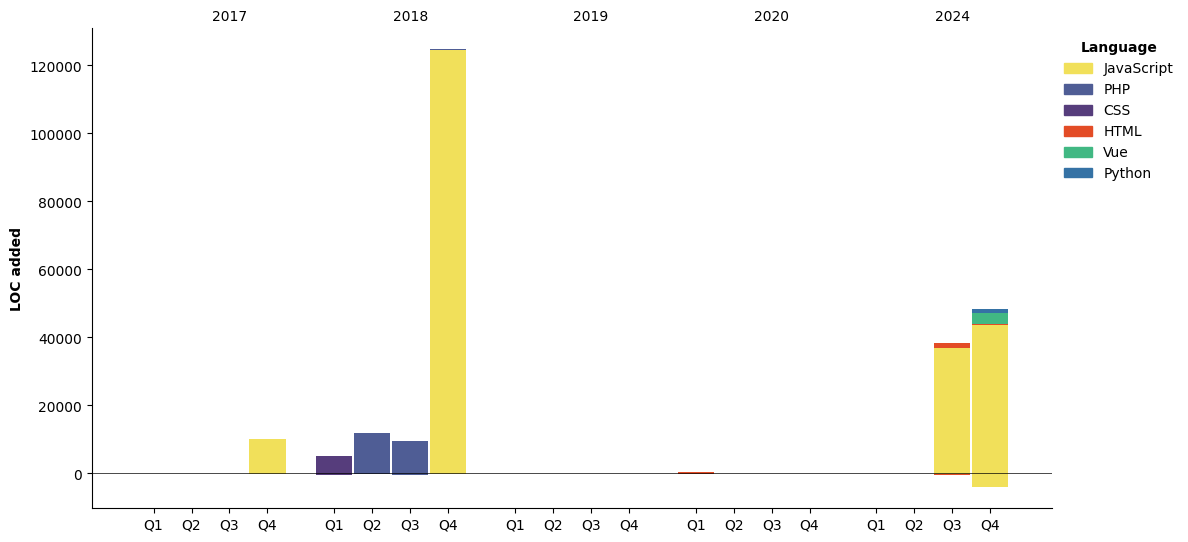 2017 2018 2019 2020 2024
Language
JavaScript
PHP
CSS
HTML
Vue
Python
LOC added
120000
100000
80000
60000
40000
20000
0
Q1 Q2 Q3 Q4 Q1 Q2 Q3 Q4 Q1 Q2 Q3 Q4 Q1 Q2 Q3 Q4 Q1 Q2 Q3 Q4